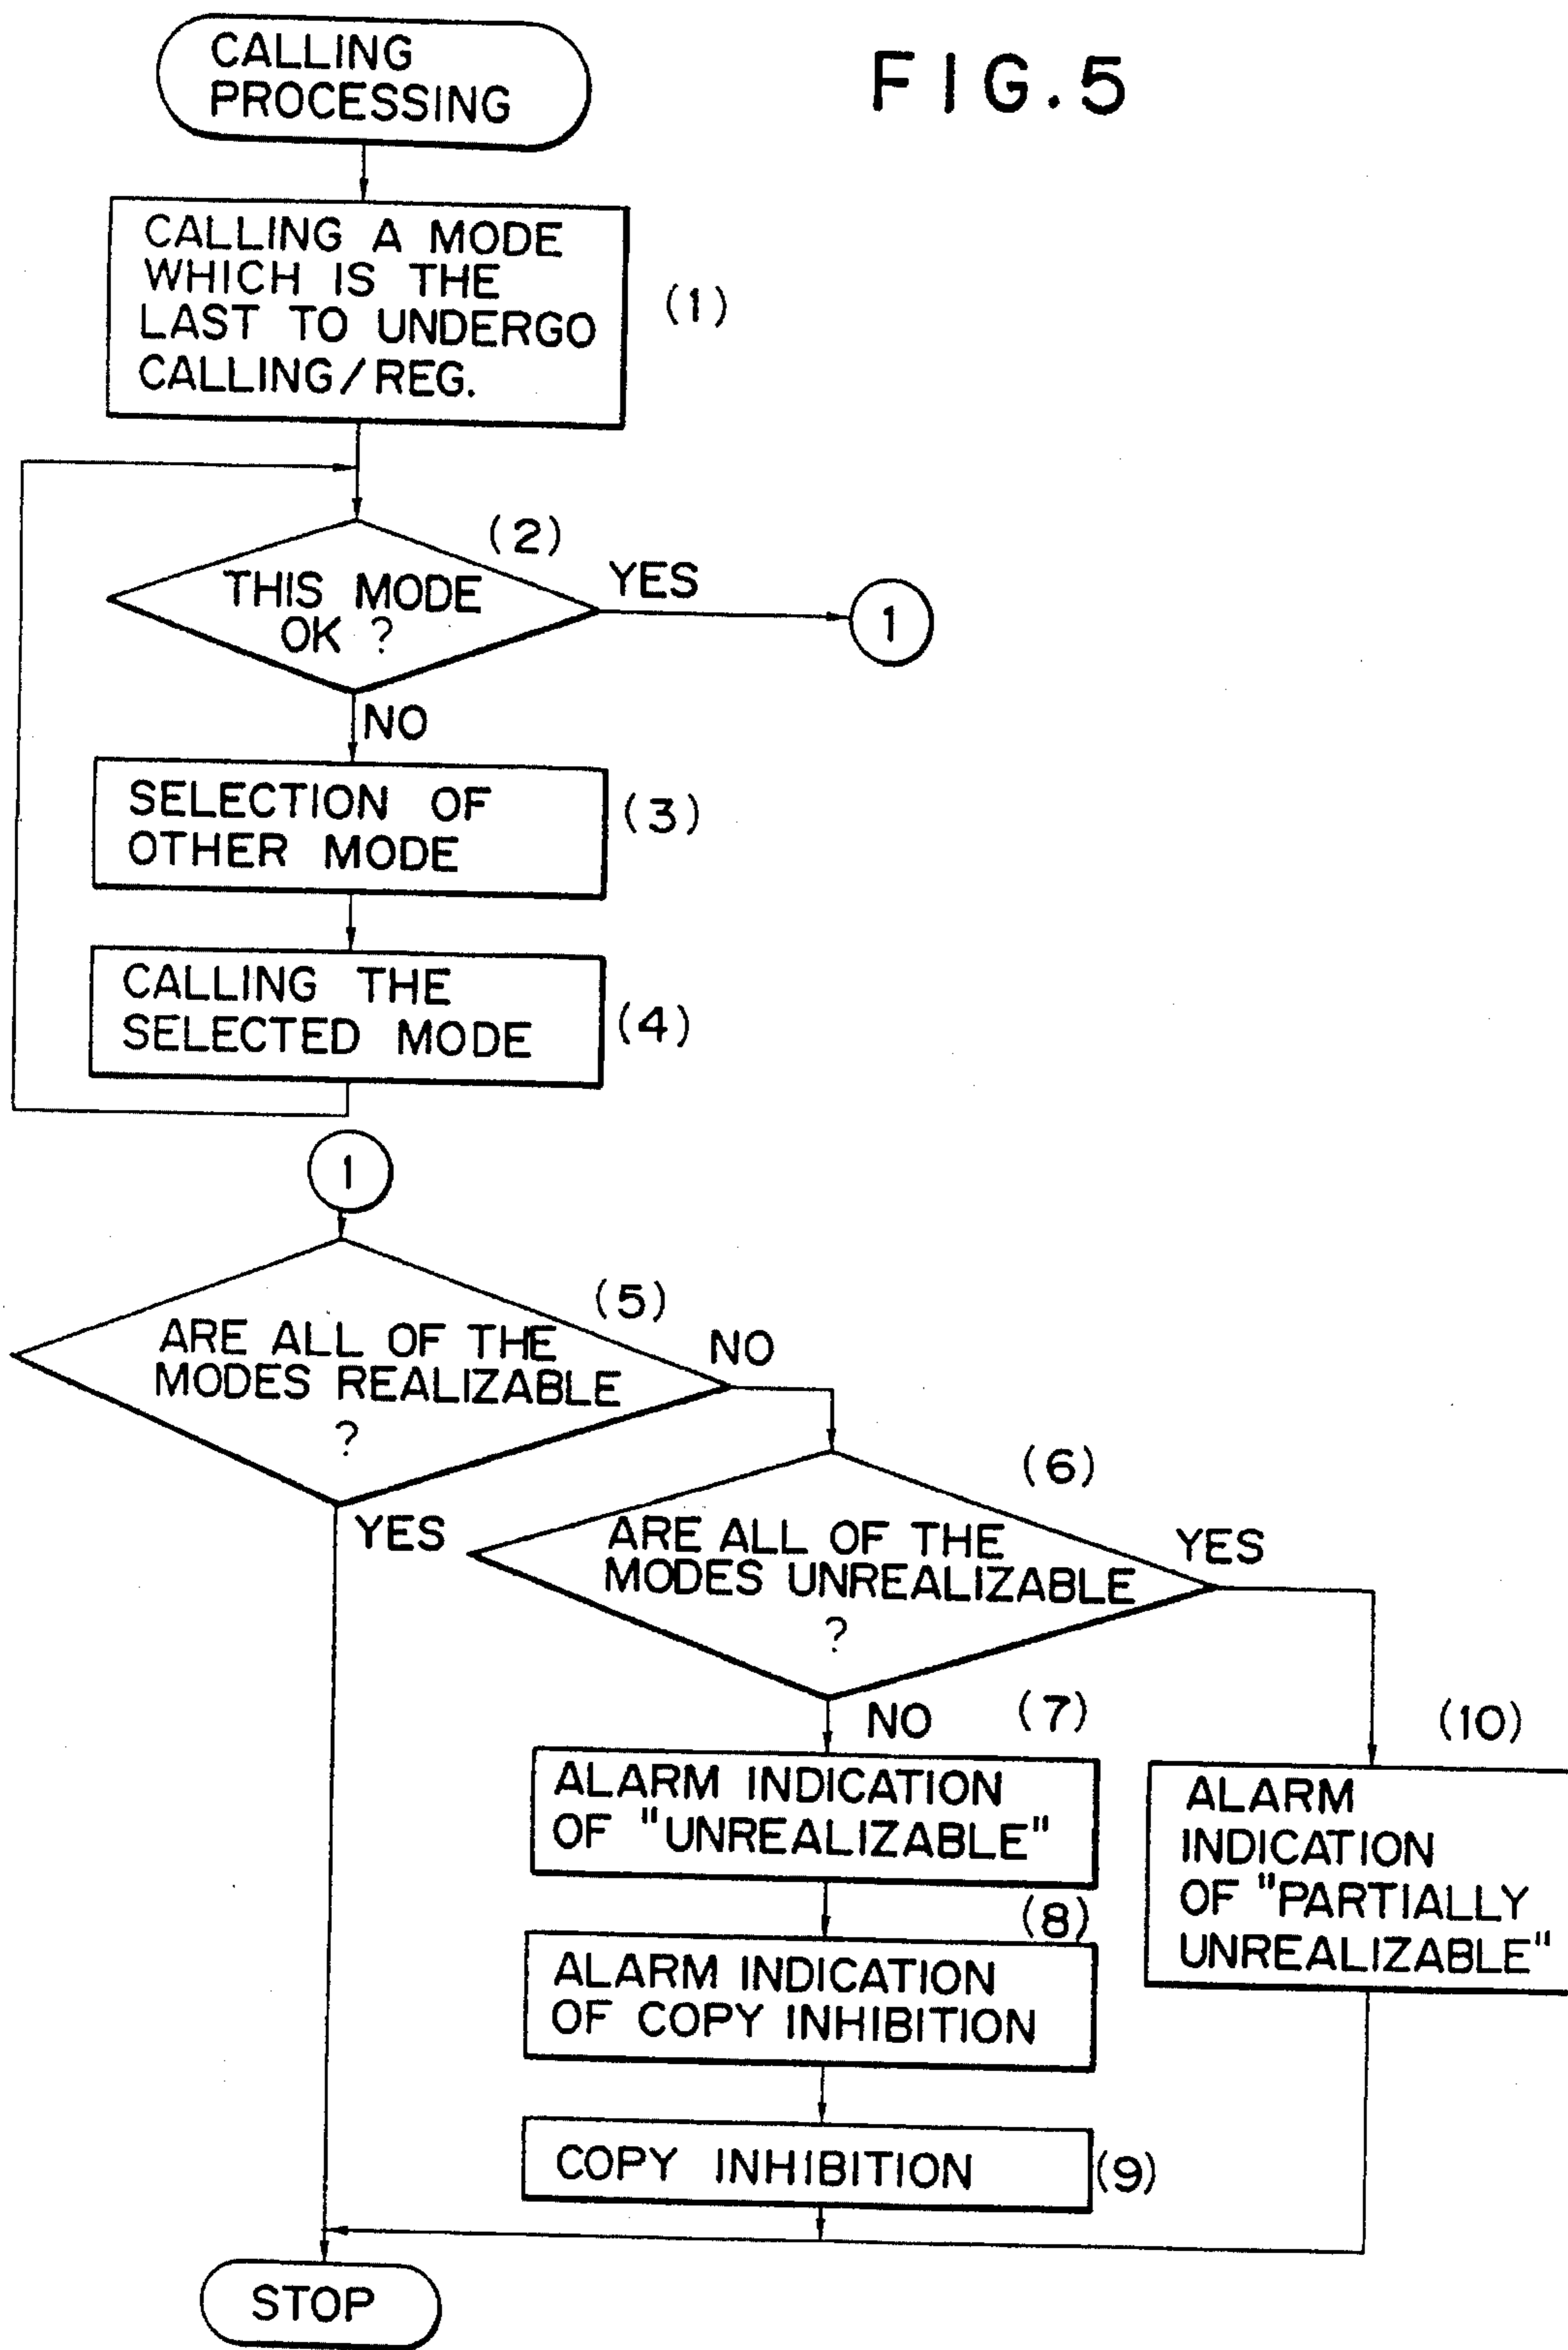 FIG.5
CALLING
PROCESSING
CALLING A MODE
WHICH IS THE
LAST TO UNDERGO
CALLING/REG.
(1)
(2)
THIS MODE
OK ?
YES
1
NO
SELECTION OF
OTHER MODE
(3)
CALLING THE
SELECTED MODE
(4)
1
(5)
ARE ALL OF THE
MODES REALIZABLE
?
NO
YES
(6)
ARE ALL OF THE
MODES UNREALIZABLE
?
YES
NO
(7)
ALARM INDICATION
OF "UNREALIZABLE"
(8)
ALARM INDICATION
OF COPY INHIBITION
COPY INHIBITION
(9)
(10)
ALARM
INDICATION
OF "PARTIALLY
UNREALIZABLE"
STOP